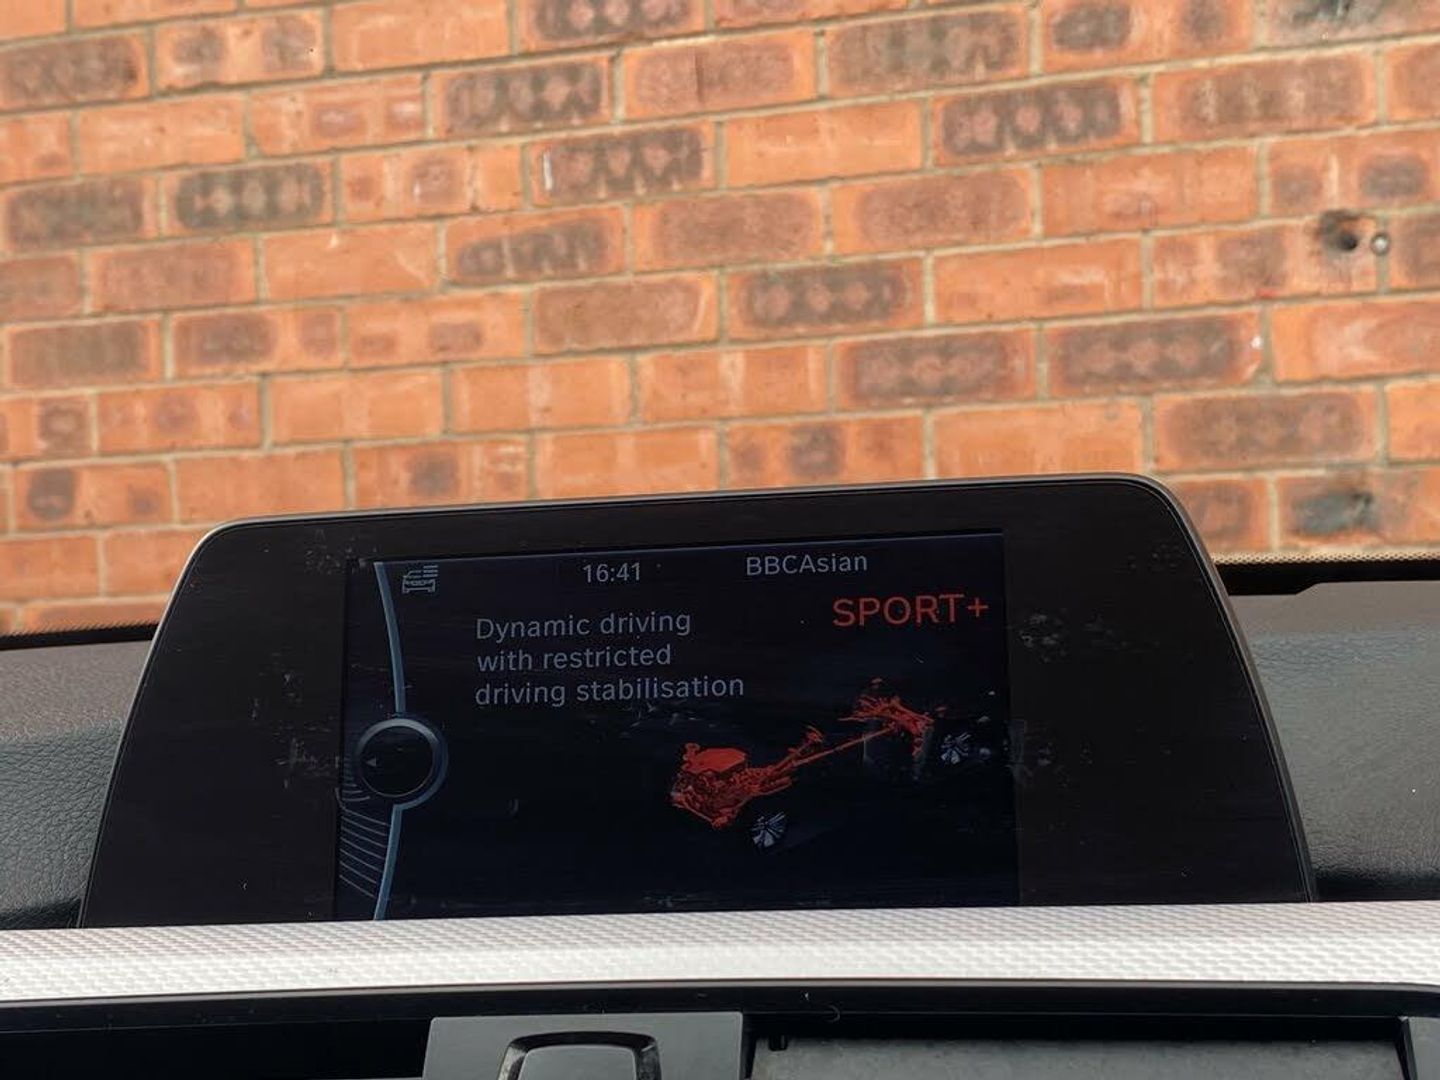 16:41
BBCAsian
SPORT+
Dynamic driving
with restricted
driving stabilisation